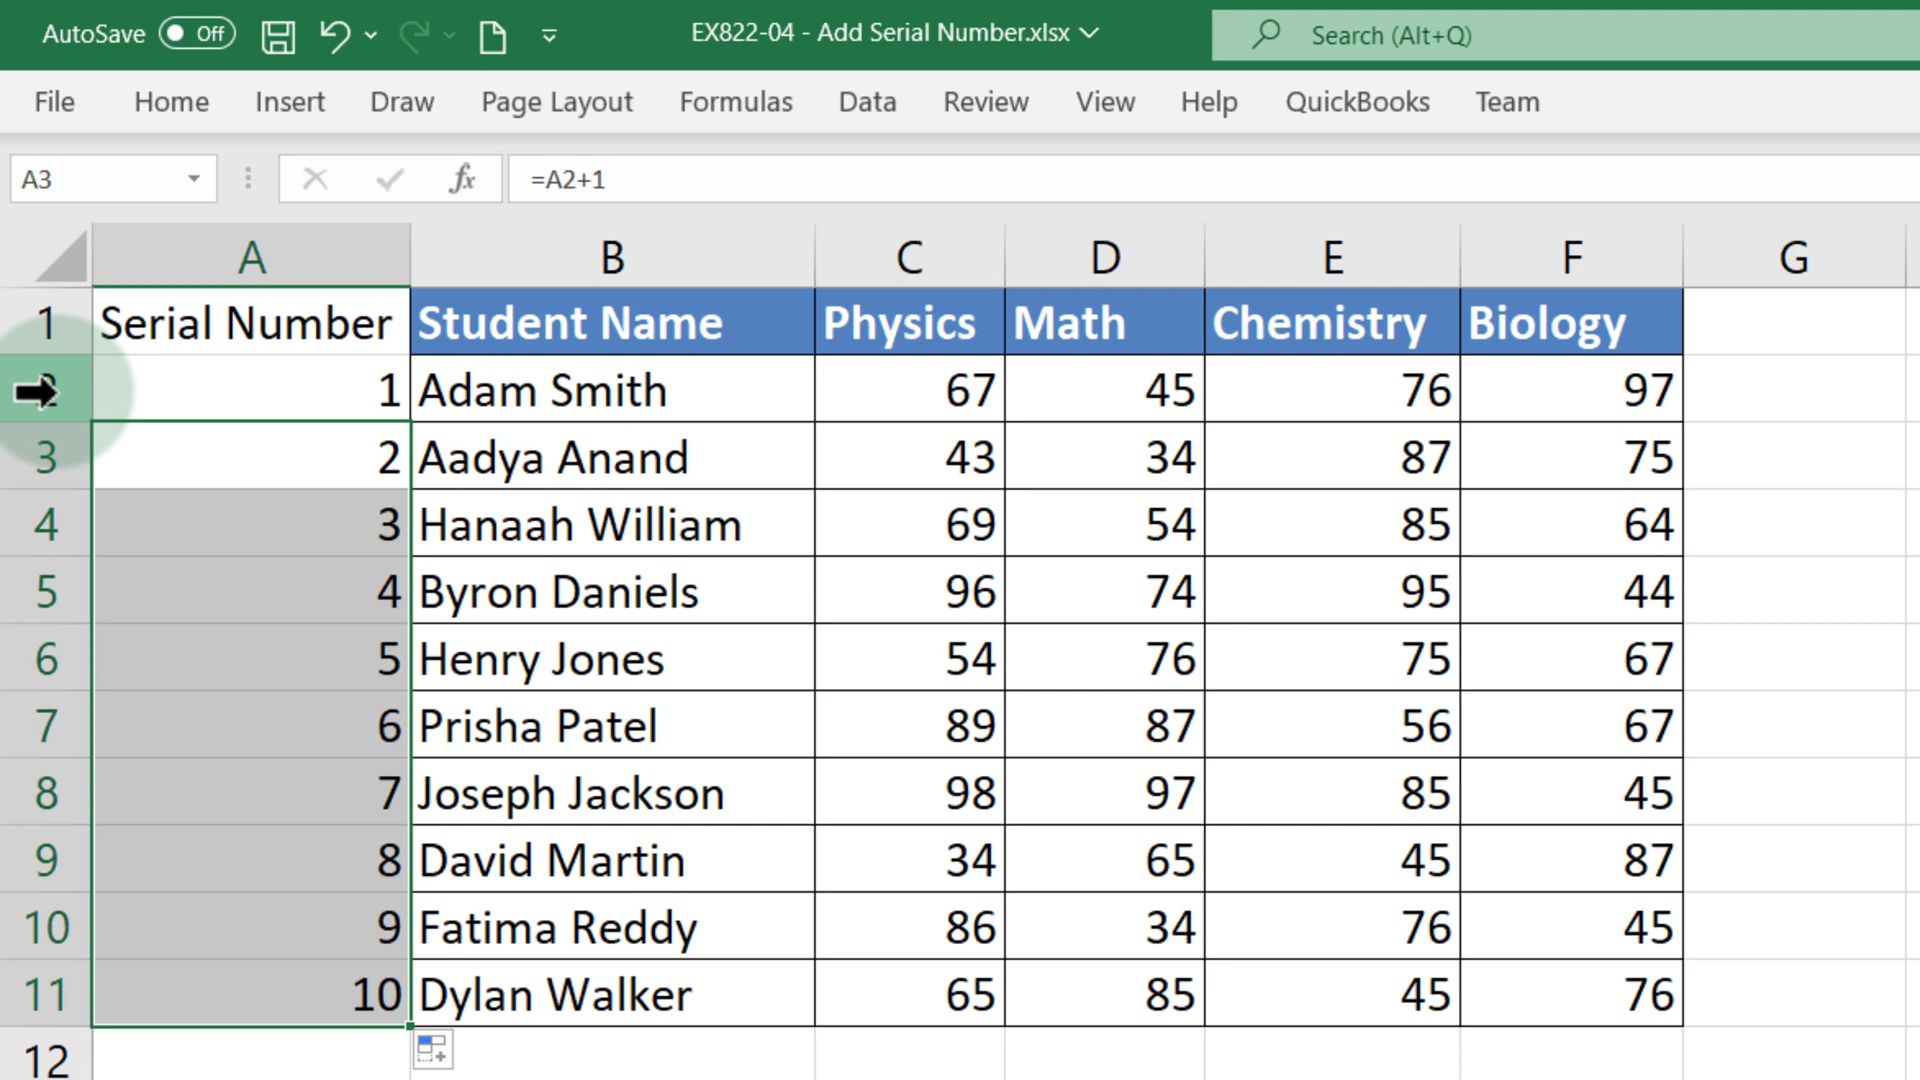 AutoSave Off EX822-04 - Add Serial Number.xlsx Search (Alt+Q)
File Home Insert Draw Page Layout Formulas Data Review View Help QuickBooks Team
A3 fx =A2+1
A B C D E F G
1 Serial Number Student Name Physics Math Chemistry Biology
2 1 Adam Smith 67 45 76 97
3 2 Aadya Anand 43 34 87 75
4 3 Hanaah William 69 54 85 64
5 4 Byron Daniels 96 74 95 44
6 5 Henry Jones 54 76 75 67
7 6 Prisha Patel 89 87 56 67
8 7 Joseph Jackson 98 97 85 45
9 8 David Martin 34 65 45 87
10 9 Fatima Reddy 86 34 76 45
11 10 Dylan Walker 65 85 45 76
12